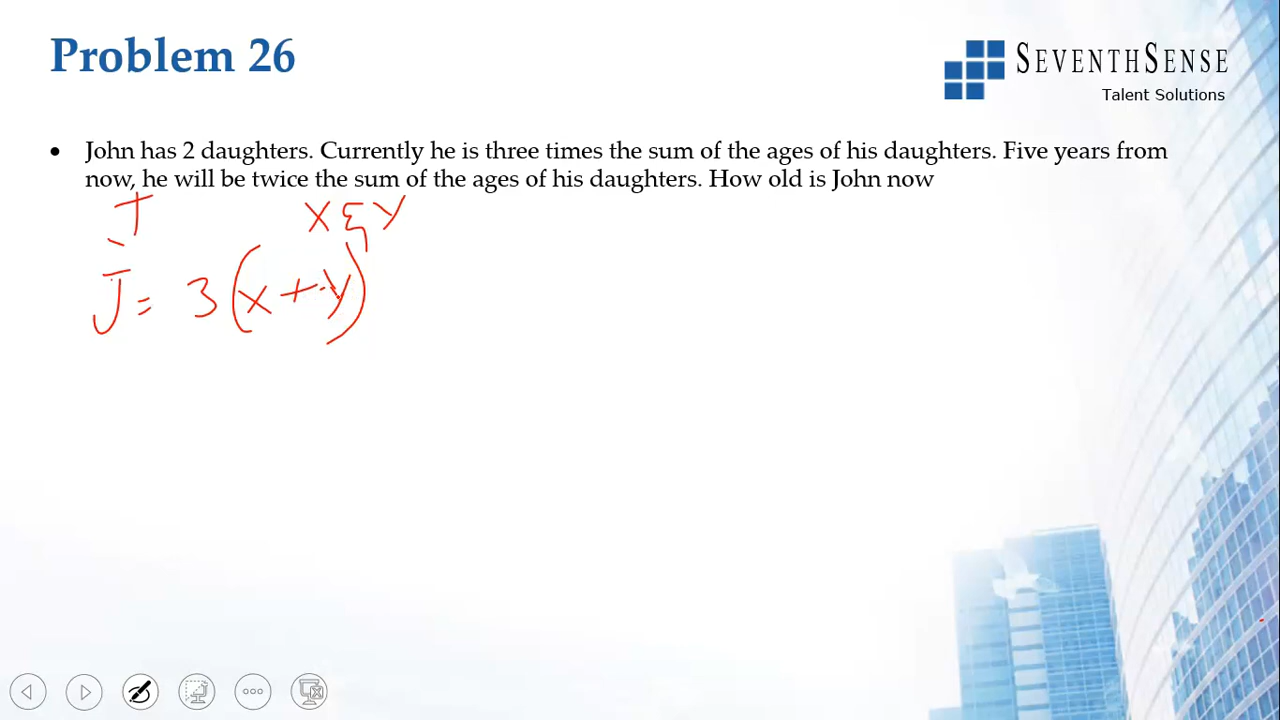 Problem 26
SEVENTHSENSE
Talent Solutions
• John has 2 daughters. Currently he is three times the sum of the ages of his daughters. Five years from
now, he will be twice the sum of the ages of his daughters. How old is John now
J x & y
J = 3(x+y)